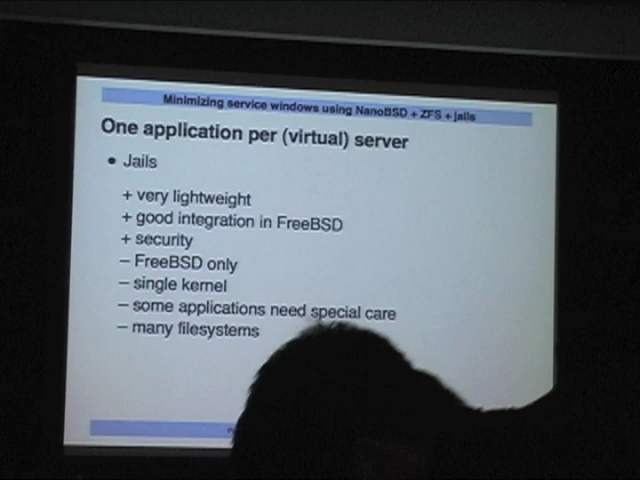 Minimizing service windows using NanoBSD + ZFS + jails
One application per (virtual) server
● Jails
+ very lightweight
+ good integration in FreeBSD
+ security
– FreeBSD only
– single kernel
– some applications need special care
– many filesystems